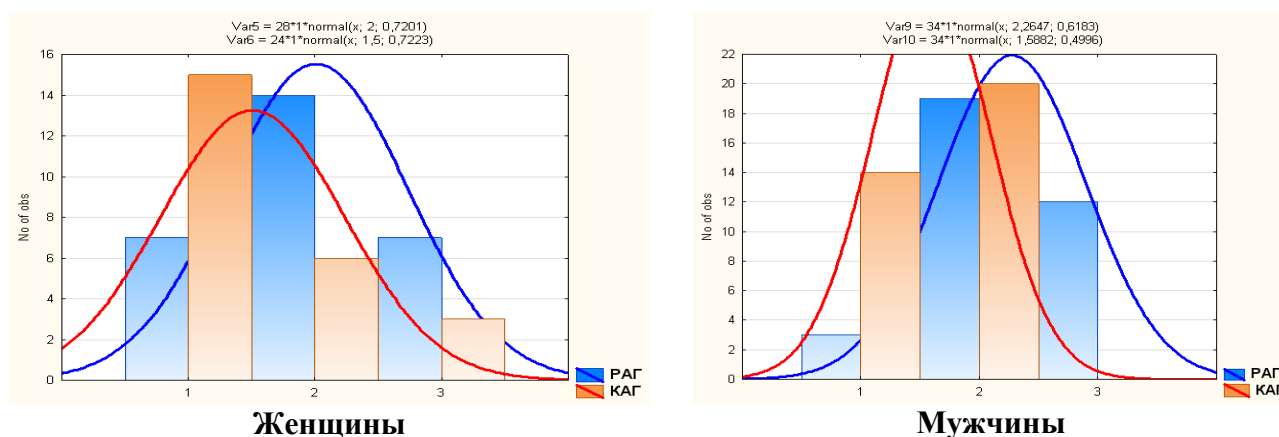 Var5 = 28*1*normal(x; 2; 0,7201)
Var6 = 24*1*normal(x; 1,5; 0,7223)
16
14
12
10
8
6
4
2
0
No of obs
1 2 3
РАГ
КАГ
Женщины
Var9 = 34*1*normal(x; 2,2647; 0,6183)
Var10 = 34*1*normal(x; 1,5882; 0,4996)
22
20
18
16
14
12
10
8
6
4
2
0
No of obs
1 2 3
РАГ
КАГ
Мужчины